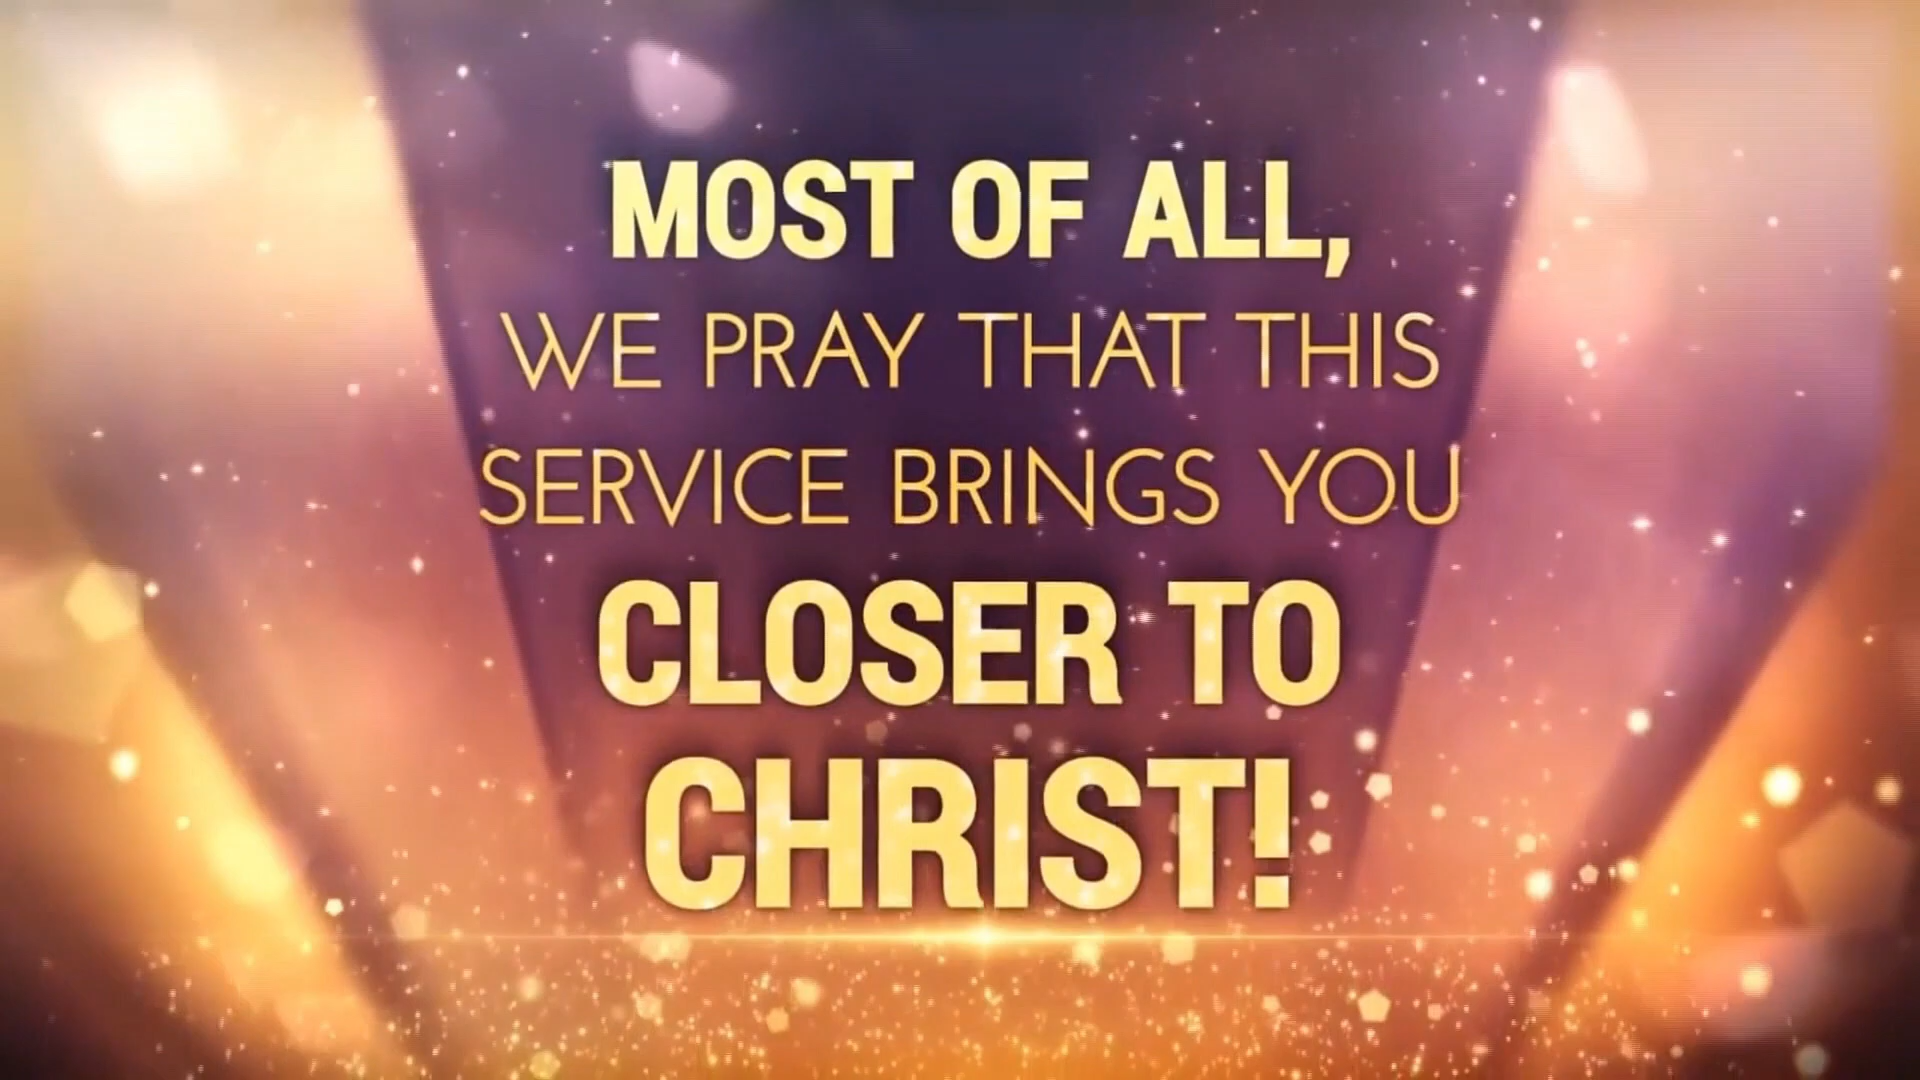 MOST OF ALL,
WE PRAY THAT THIS
SERVICE BRINGS YOU
CLOSER TO
CHRIST!